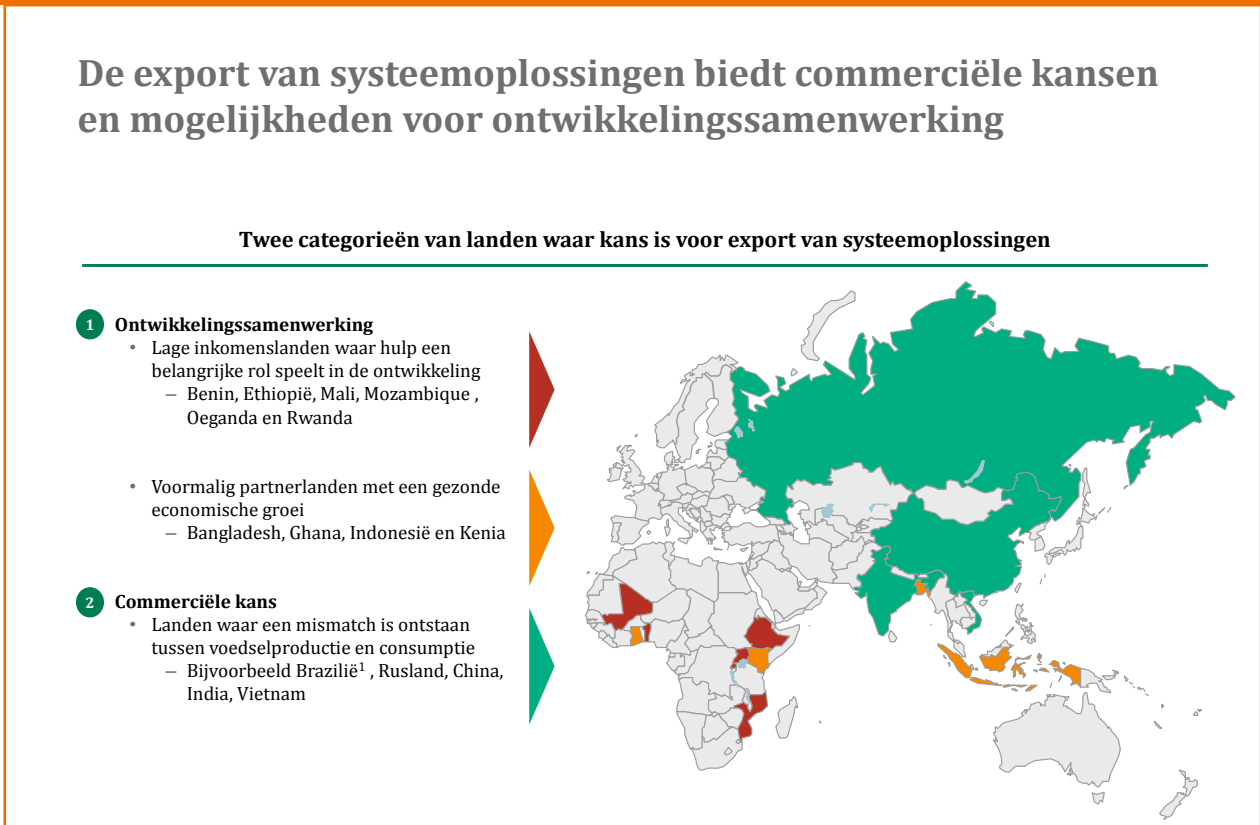 De export van systeemoplossingen biedt commerciële kansen
en mogelijkheden voor ontwikkelingssamenwerking
Twee categorieën van landen waar kans is voor export van systeemoplossingen
1 Ontwikkelingssamenwerking
• Lage inkomenslanden waar hulp een
belangrijke rol speelt in de ontwikkeling
– Benin, Ethiopië, Mali, Mozambique ,
Oeganda en Rwanda
• Voormalig partnerlanden met een gezonde
economische groei
– Bangladesh, Ghana, Indonesië en Kenia
2 Commerciële kans
• Landen waar een mismatch is ontstaan
tussen voedselproductie en consumptie
– Bijvoorbeeld Brazilië¹ , Rusland, China,
India, Vietnam